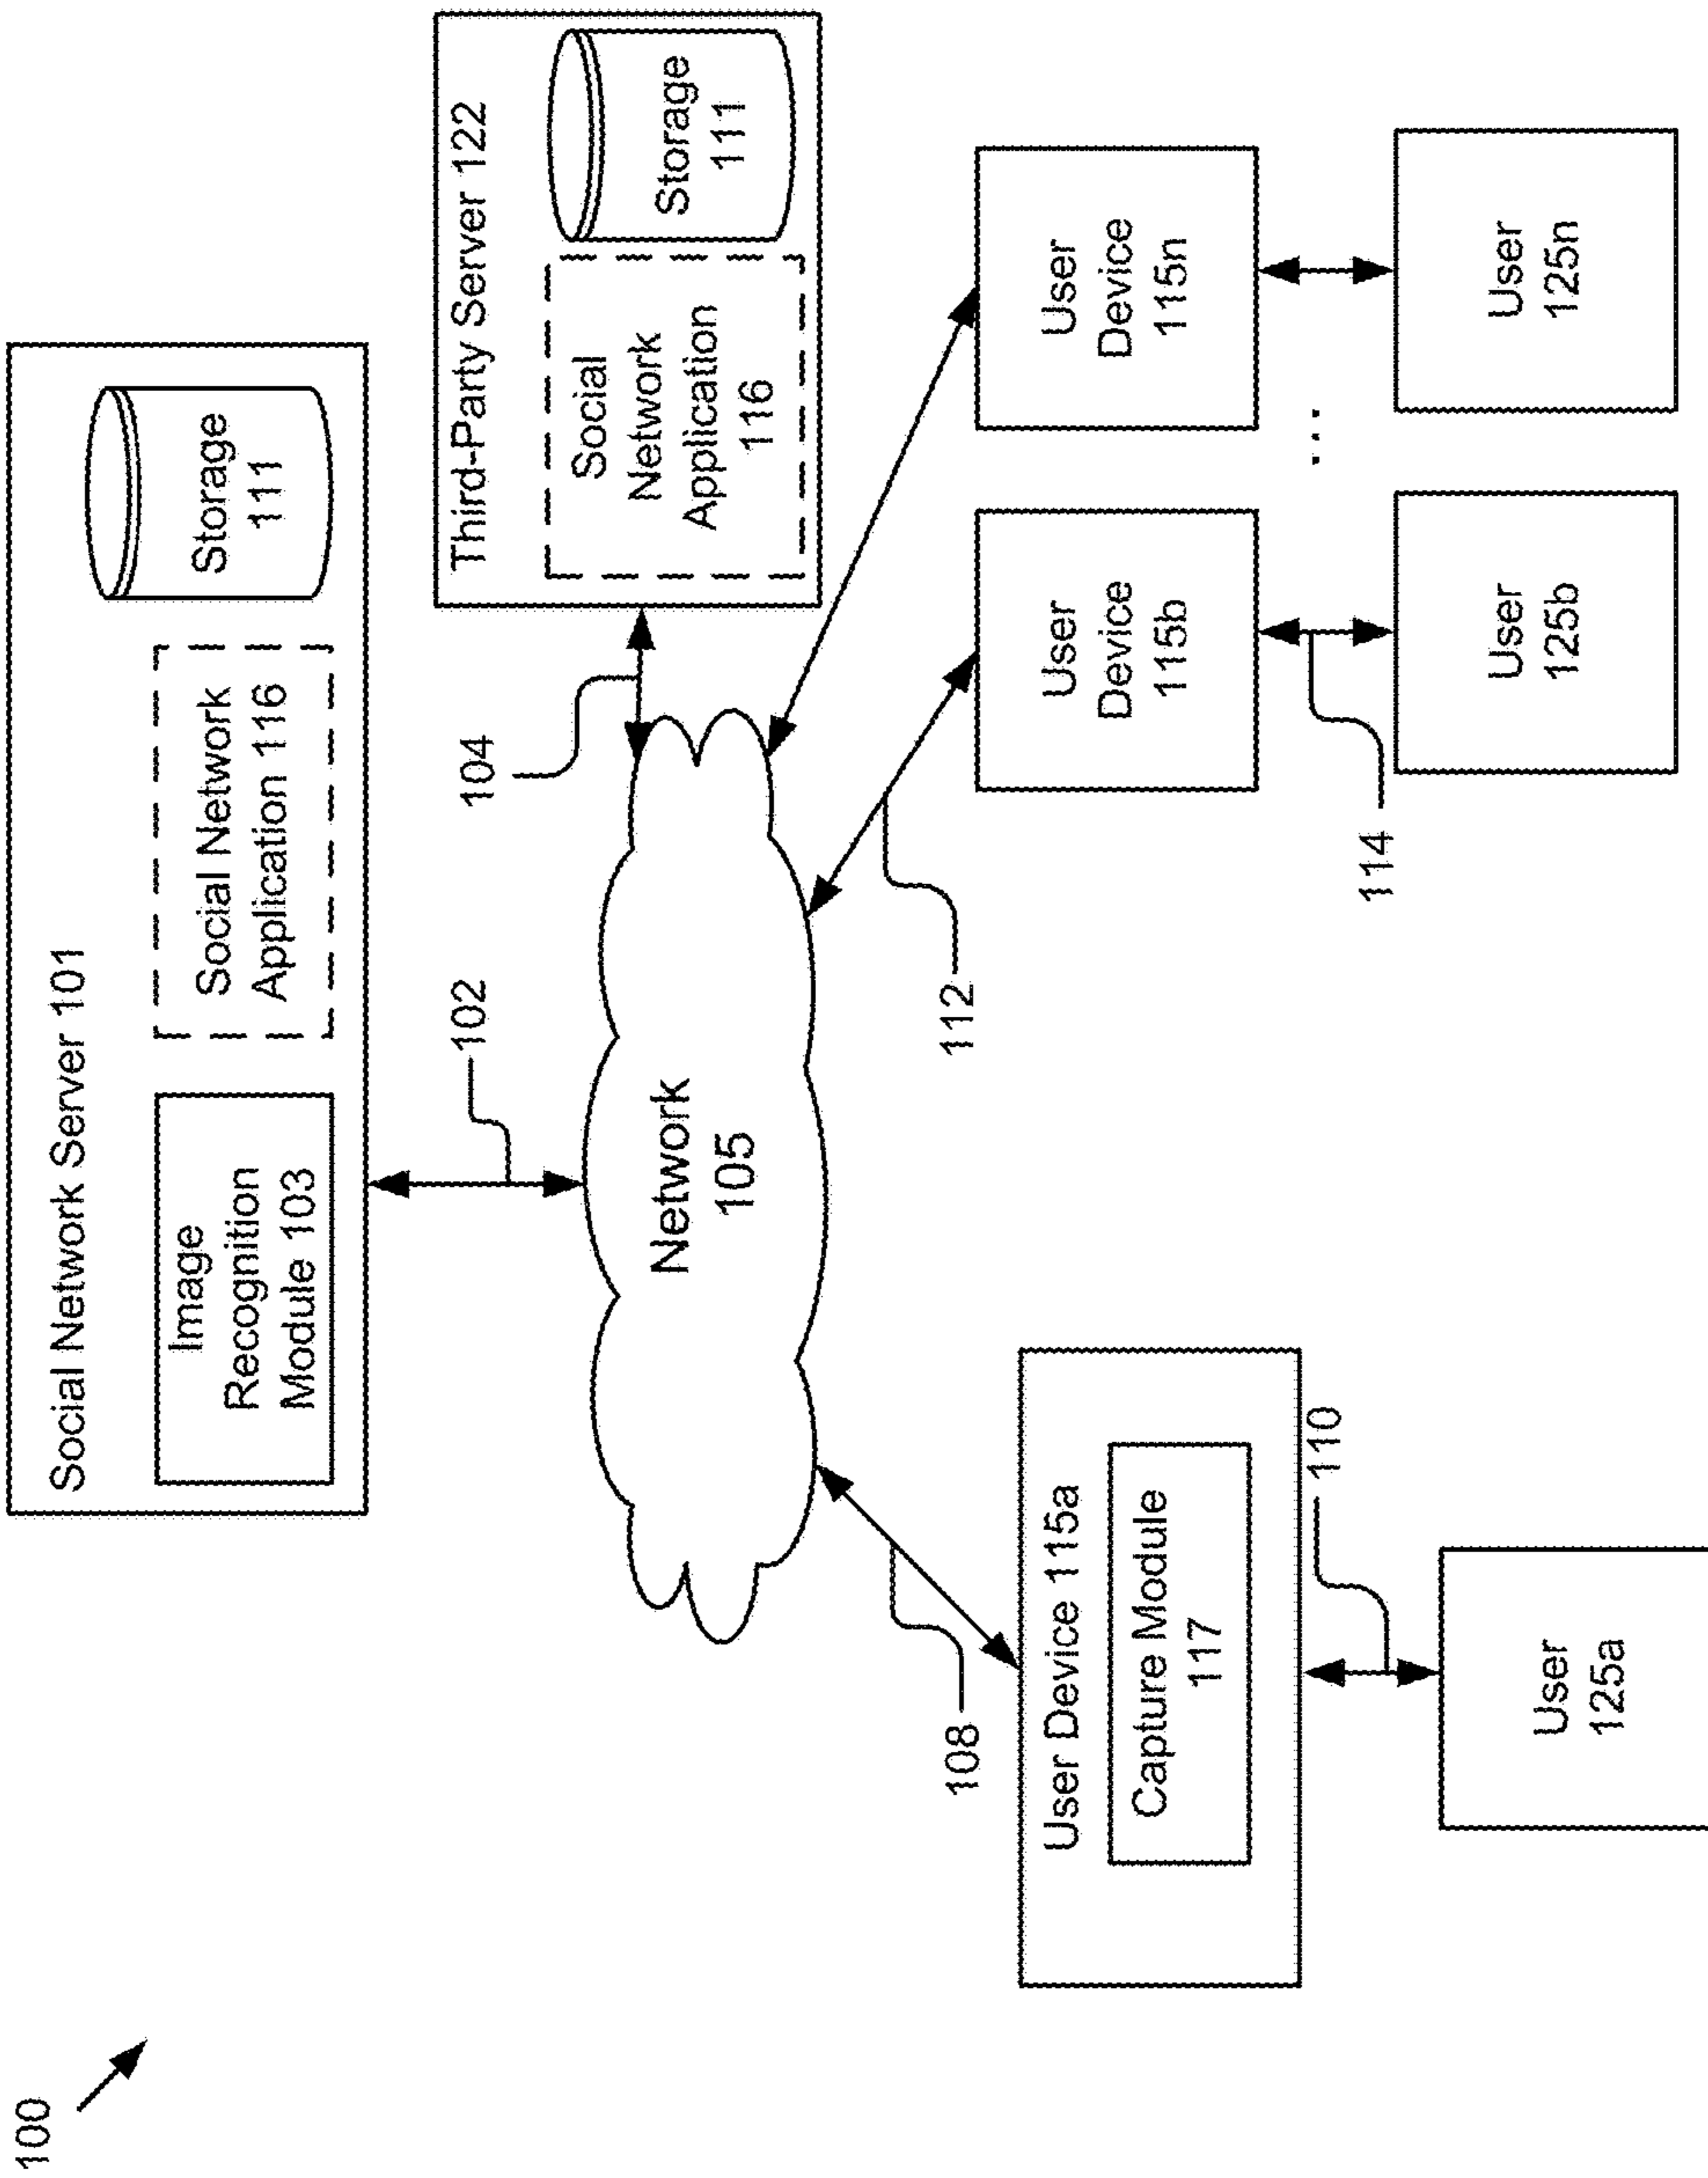 100
Social Network Server 101
Image
Recognition
Module 103
Social Network
Application 116
Storage
111
102
104
Third-Party Server 122
Social
Network
Application
116
Storage
111
Network
105
108
112
User Device 115a
Capture Module
117
User
Device
115b
User
Device
115n
...
110
114
User
125a
User
125b
User
125n